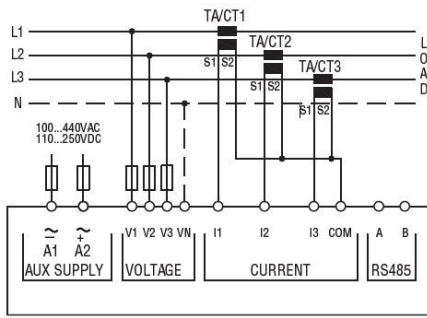 TA/CT1
L1
L2
TA/CT2
S1 S2
L3
TA/CT3
S1 S2
N
S1 S2
L
O
A
D
100...440VAC
110...250VDC
~ ~
– +
A1 A2
V1 V2 V3 VN
I1 I2 I3 COM
A B
AUX SUPPLY
VOLTAGE
CURRENT
RS485